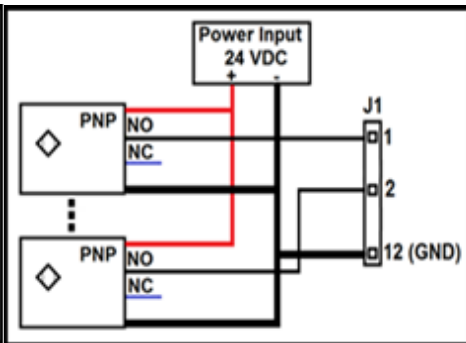 Power Input
24 VDC
+ -
J1
PNP
NO
1
NC
2
PNP
NO
12 (GND)
NC